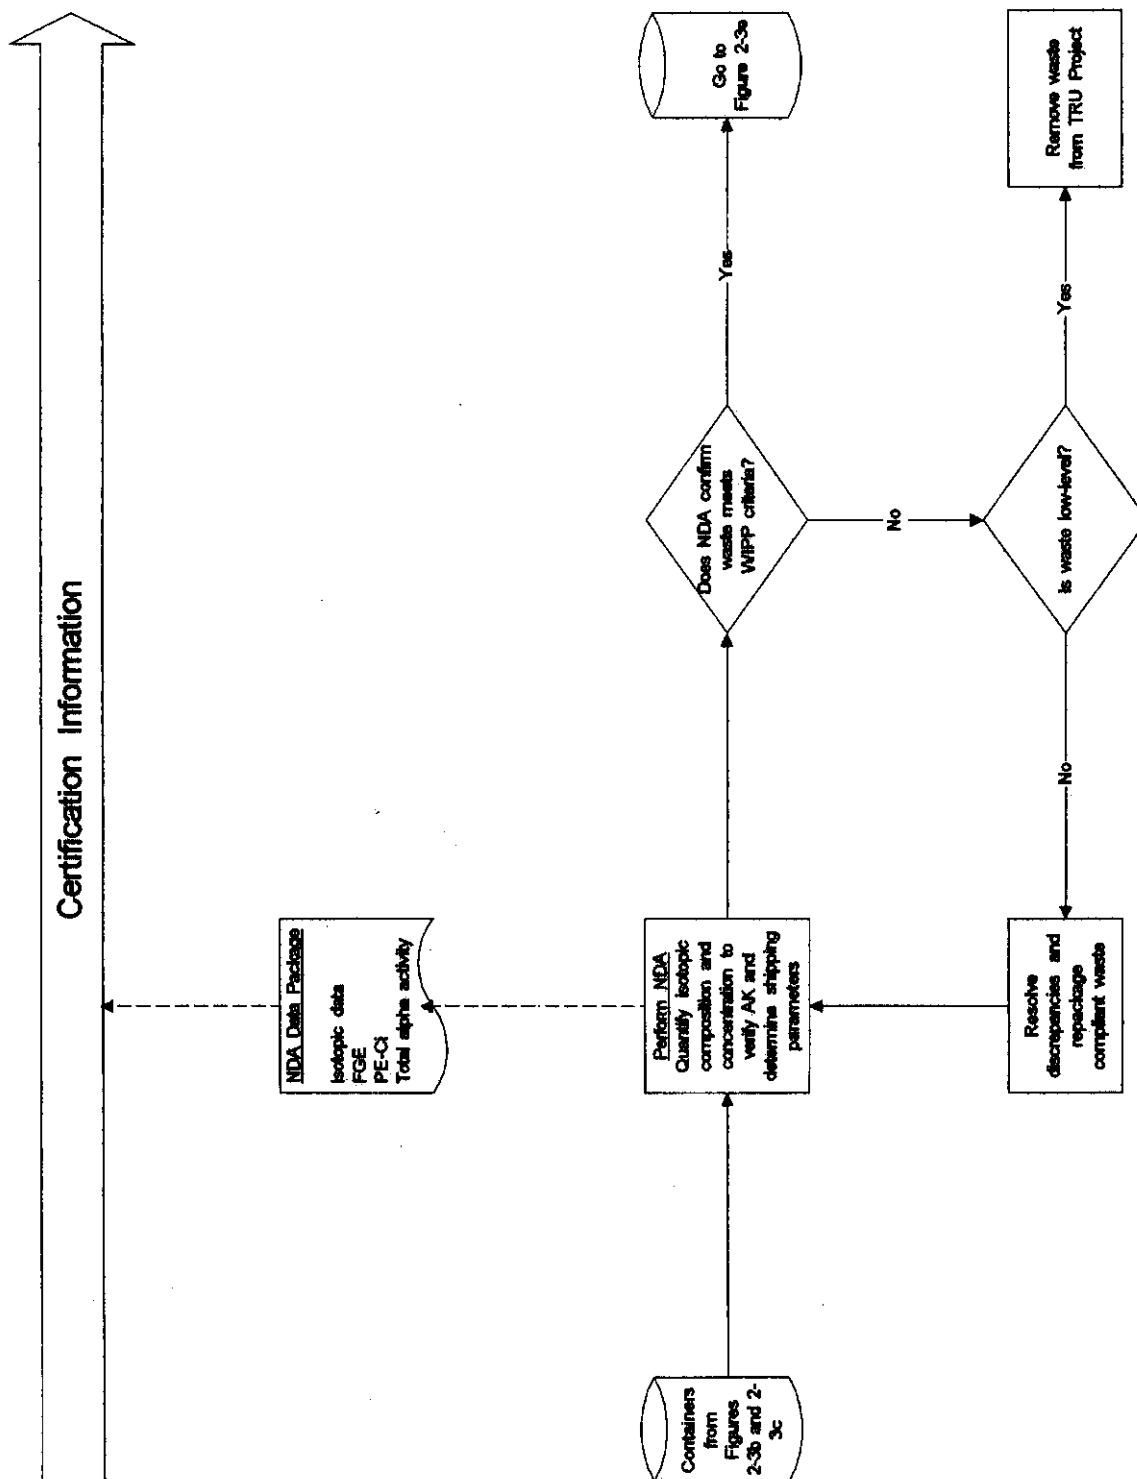 Certification Information
NDA Data Package
Isotopic data
FGE
PE-Ci
Total alpha activity
Containers
from
Figures
2-3b and 2-
3c
Perform NDA
Quantify isotopic
composition and
concentration to
verify AK and
determine shipping
parameters
Does NDA confirm
waste meets
WIPP criteria?
Yes
Go to
Figure 2-3e
No
Resolve
discrepancies and
repackage
compliant waste
No
Is waste low-level?
Yes
Remove waste
from TRU Project